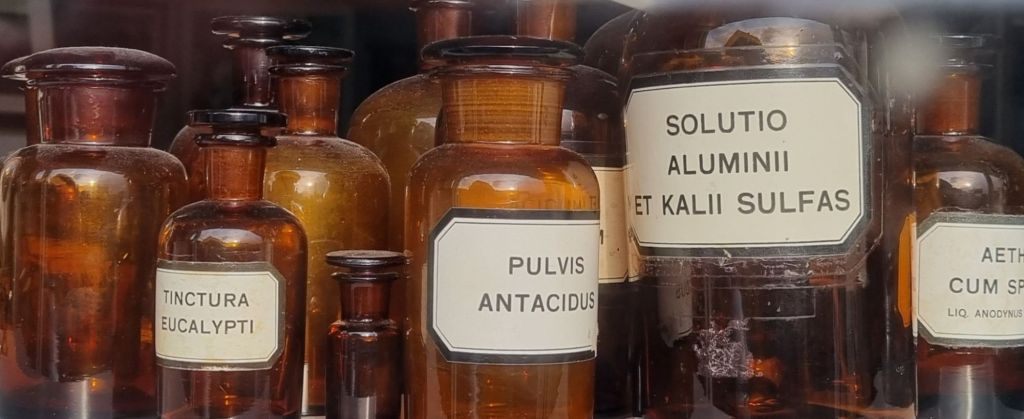 TINCTURA
EUCALYPTI
PULVIS
ANTACIDUS
SOLUTIO
ALUMINII
ET KALII SULFAS
AETH
CUM SP
LIQ. ANODYNUS